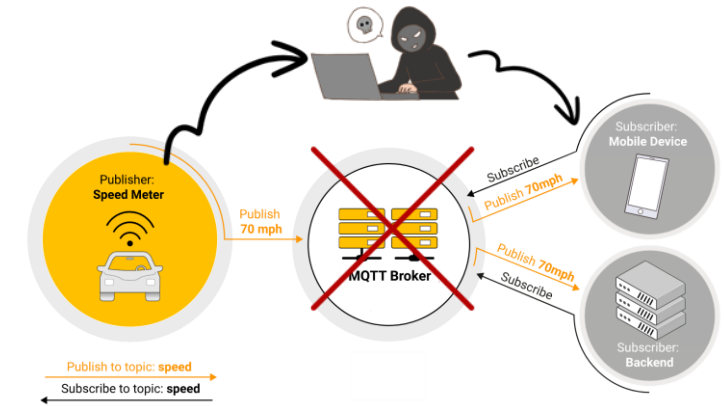 Publisher:
Speed Meter
Publish
70 mph
MQTT Broker
Subscribe
Publish 70mph
Subscriber:
Mobile Device
Publish 70mph
Subscribe
Subscriber:
Backend
Publish to topic: speed
Subscribe to topic: speed